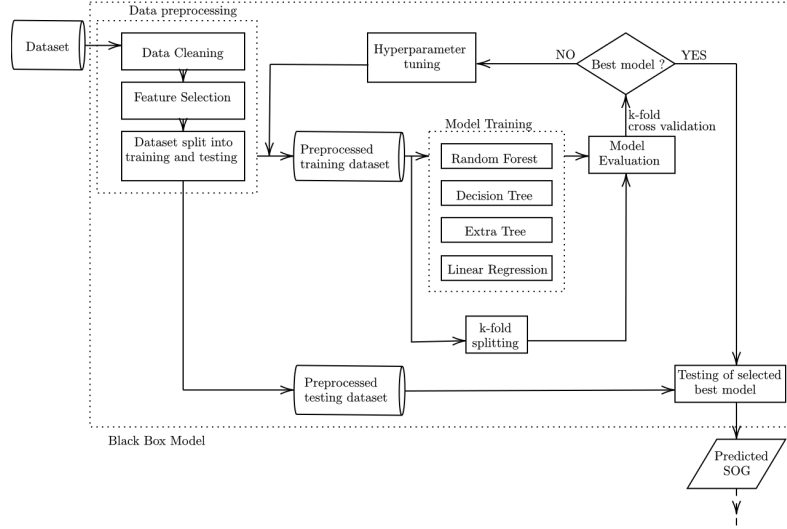 Data preprocessing
Dataset
Data Cleaning
Feature Selection
Dataset split into
training and testing
Hyperparameter
tuning
NO
Best model ?
YES
k-fold
cross validation
Model
Evaluation
Preprocessed
training dataset
Model Training
Random Forest
Decision Tree
Extra Tree
Linear Regression
k-fold
splitting
Preprocessed
testing dataset
Testing of selected
best model
Black Box Model
Predicted
SOG